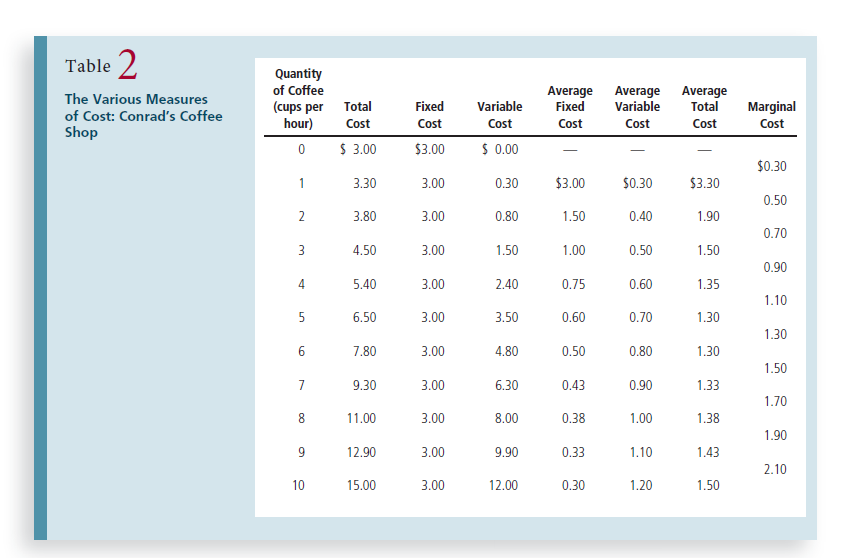 Table 2
The Various Measures
of Cost: Conrad's Coffee
Shop
Quantity
of Coffee Average Average Average
(cups per Total Fixed Variable Fixed Variable Total Marginal
hour) Cost Cost Cost Cost Cost Cost Cost
0 $ 3.00 $3.00 $ 0.00 — — —
$0.30
1 3.30 3.00 0.30 $3.00 $0.30 $3.30
0.50
2 3.80 3.00 0.80 1.50 0.40 1.90
0.70
3 4.50 3.00 1.50 1.00 0.50 1.50
0.90
4 5.40 3.00 2.40 0.75 0.60 1.35
1.10
5 6.50 3.00 3.50 0.60 0.70 1.30
1.30
6 7.80 3.00 4.80 0.50 0.80 1.30
1.50
7 9.30 3.00 6.30 0.43 0.90 1.33
1.70
8 11.00 3.00 8.00 0.38 1.00 1.38
1.90
9 12.90 3.00 9.90 0.33 1.10 1.43
2.10
10 15.00 3.00 12.00 0.30 1.20 1.50